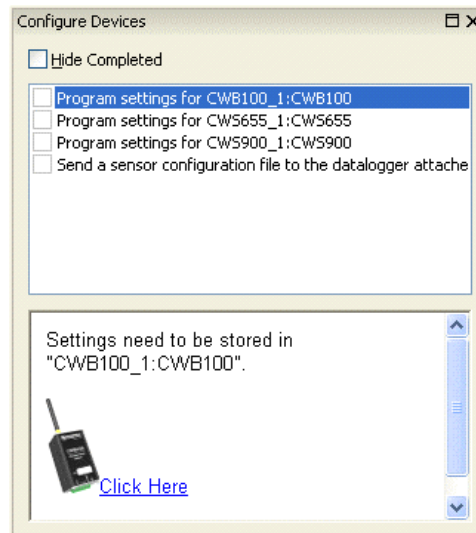 Configure Devices
Hide Completed
Program settings for CWB100_1:CWB100
Program settings for CWS655_1:CWS655
Program settings for CWS900_1:CWS900
Send a sensor configuration file to the datalogger attache
Settings need to be stored in
"CWB100_1:CWB100".
Click Here